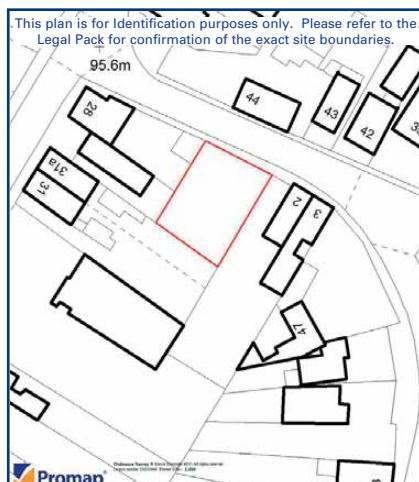 This plan is for Identification purposes only. Please refer to the
Legal Pack for confirmation of the exact site boundaries.
95.6m
44
43
42
28
31a
31
2
3
47
Promap®